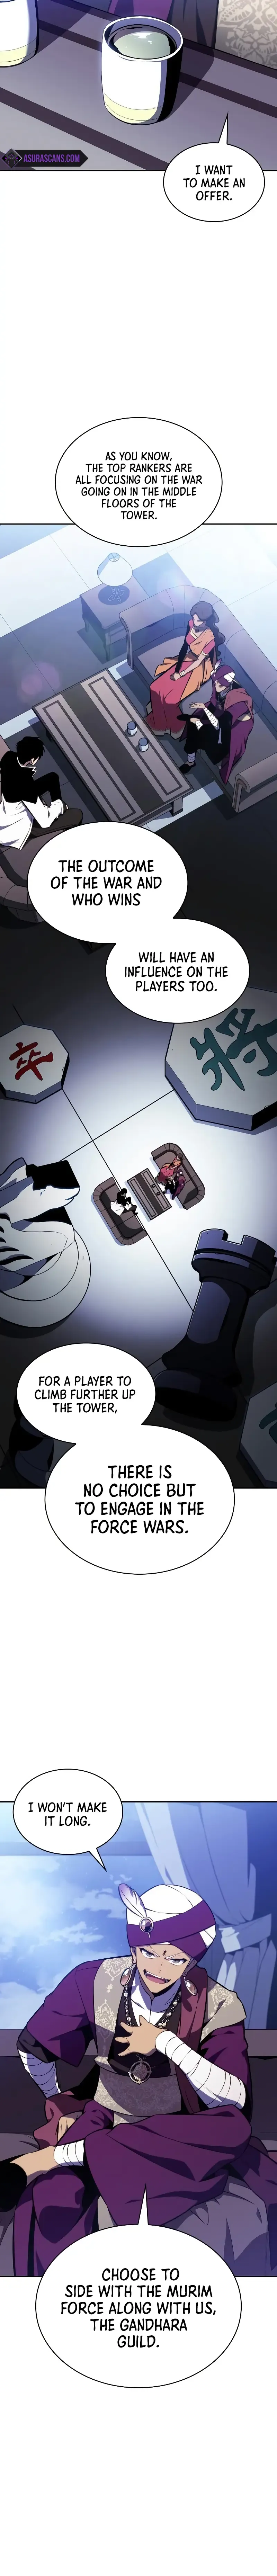 ASURASCANS.COM
I WANT
TO MAKE AN
OFFER.
AS YOU KNOW,
THE TOP RANKERS ARE
ALL FOCUSING ON THE WAR
GOING ON IN THE MIDDLE
FLOORS OF THE
TOWER.
THE OUTCOME
OF THE WAR AND
WHO WINS
WILL HAVE AN
INFLUENCE ON THE
PLAYERS TOO.
卒
将
FOR A PLAYER TO
CLIMB FURTHER UP
THE TOWER,
THERE IS
NO CHOICE BUT
TO ENGAGE IN THE
FORCE WARS.
I WON'T MAKE
IT LONG.
CHOOSE TO
SIDE WITH THE MURIM
FORCE ALONG WITH US,
THE GANDHARA
GUILD.